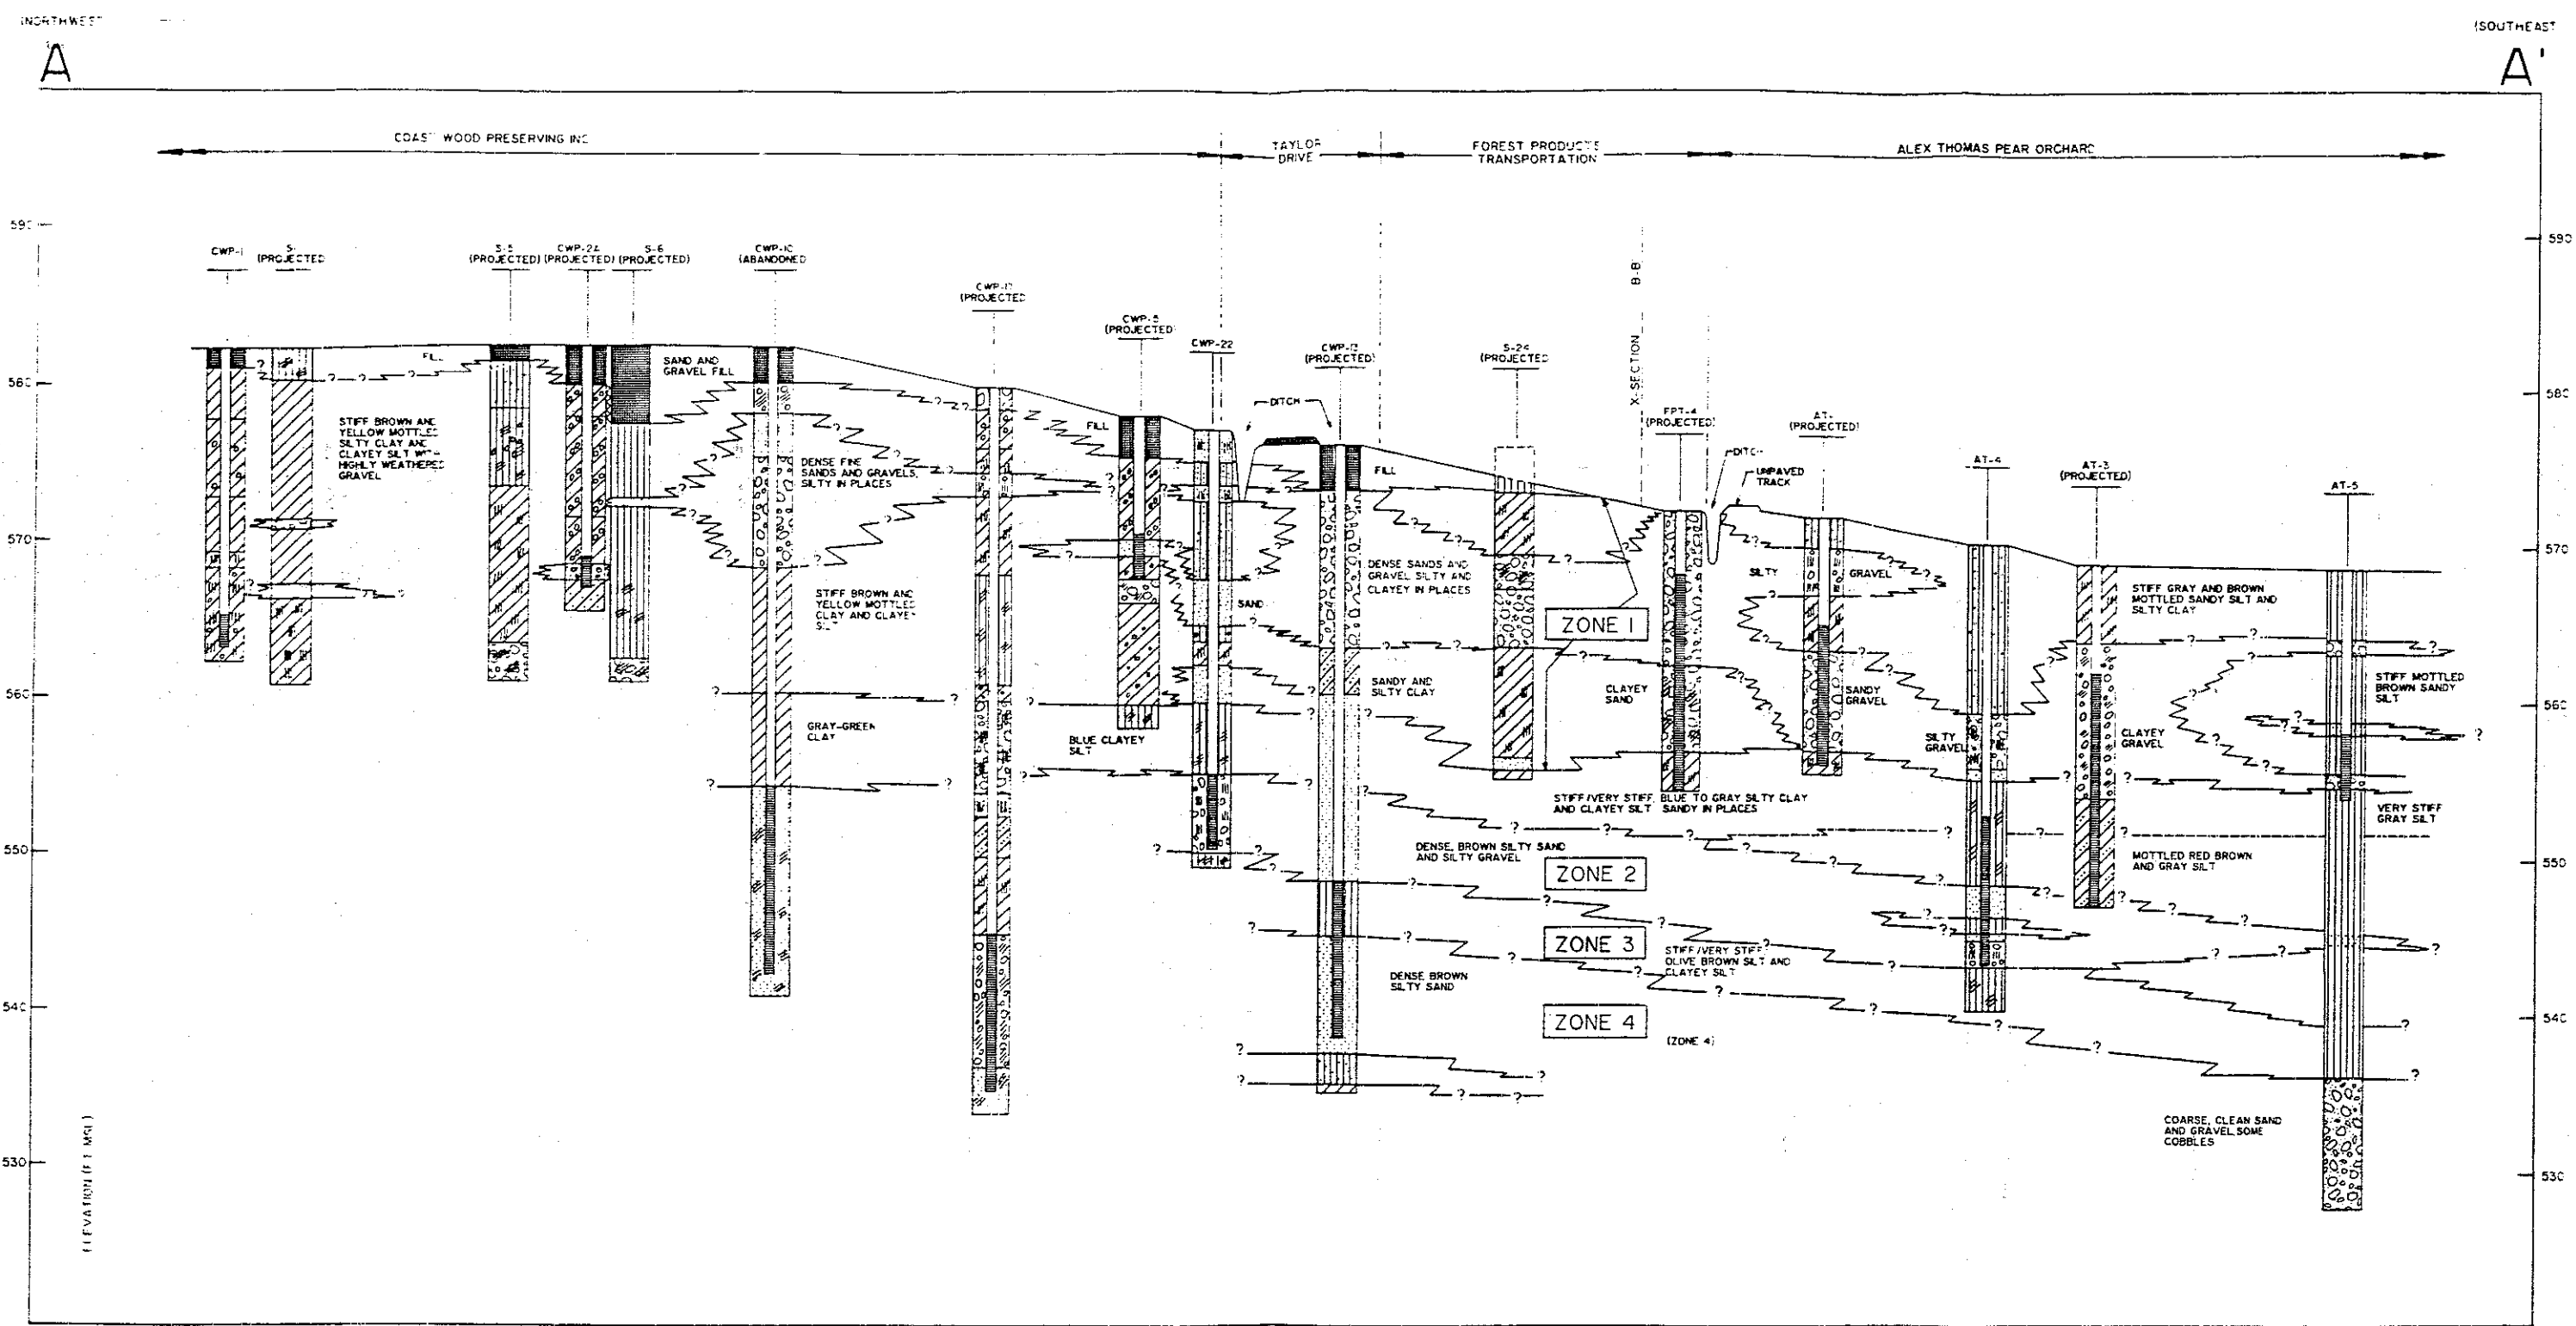 (NORTHWEST
(SOUTHEAST
A
A'
COAST WOOD PRESERVING INC
TAYLOR
DRIVE
FOREST PRODUCTS
TRANSPORTATION
ALEX THOMAS PEAR ORCHARD
590
590
580
580
570
570
560
560
550
550
540
540
530
530
ELEVATION (FT MSL)
CWP-1
(PROJECTED
S-5
(PROJECTED)
CWP-24
(PROJECTED)
S-6
(PROJECTED)
CWP-10
(ABANDONED
(PROJECTED
(PROJECTED)
CWP-22
(PROJECTED)
S-24
(PROJECTED
X-SECTION B-B'
FPT-4
(PROJECTED)
(PROJECTED)
AT-4
AT-3
(PROJECTED)
AT-5
DITCH
DITCH
UNPAVED
TRACK
FILL
SAND AND
GRAVEL FILL
STIFF BROWN AND
YELLOW MOTTLED
SILTY CLAY AND
CLAYEY SILT WITH
HIGHLY WEATHERED
GRAVEL
DENSE FINE
SANDS AND GRAVELS,
SILTY IN PLACES
FILL
FILL
STIFF BROWN AND
YELLOW MOTTLED
CLAY AND CLAYEY
SILT
SAND
DENSE SANDS AND
GRAVEL SILTY AND
CLAYEY IN PLACES
ZONE 1
SILTY GRAVEL
STIFF GRAY AND BROWN
MOTTLED SANDY SILT AND
SILTY CLAY
SANDY AND
SILTY CLAY
CLAYEY
SAND
SANDY
GRAVEL
STIFF MOTTLED
BROWN SANDY
SILT
GRAY-GREEN
CLAY
BLUE CLAYEY
SILT
SILTY
GRAVEL
CLAYEY
GRAVEL
STIFF/VERY STIFF, BLUE TO GRAY SILTY CLAY
AND CLAYEY SILT SANDY IN PLACES
VERY STIFF
GRAY SILT
DENSE, BROWN SILTY SAND
AND SILTY GRAVEL
ZONE 2
MOTTLED RED BROWN
AND GRAY SILT
ZONE 3
STIFF/VERY STIFF
OLIVE BROWN SILT AND
CLAYEY SILT
DENSE BROWN
SILTY SAND
ZONE 4
(ZONE 4)
COARSE, CLEAN SAND
AND GRAVEL, SOME
COBBLES